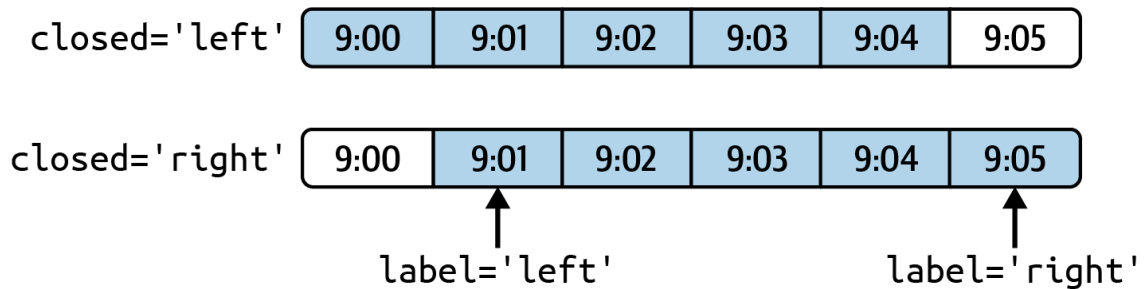 closed='left' 9:00 9:01 9:02 9:03 9:04 9:05
closed='right' 9:00 9:01 9:02 9:03 9:04 9:05
label='left' label='right'